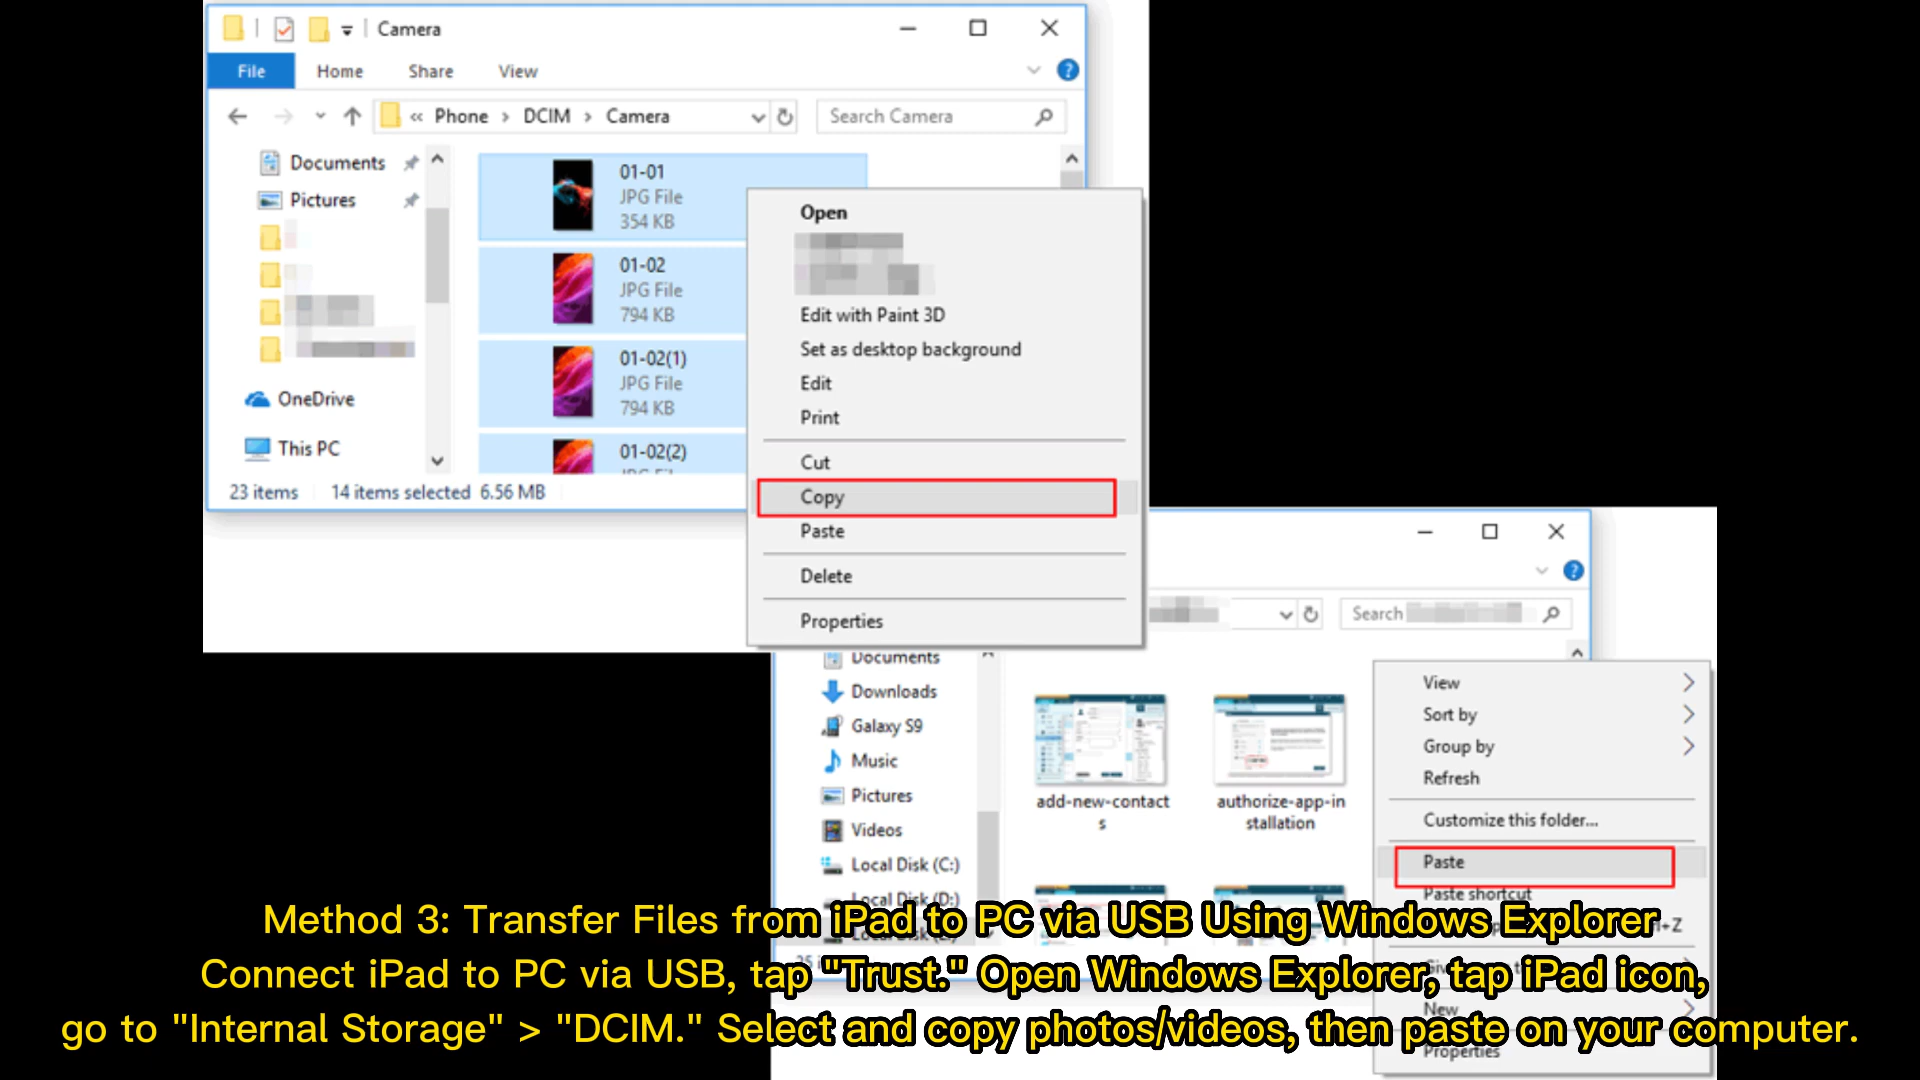 Camera
File Home Share View
« Phone > DCIM > Camera
Search Camera
Documents
Pictures
OneDrive
This PC
01-01
JPG File
354 KB
01-02
JPG File
794 KB
01-02(1)
JPG File
794 KB
01-02(2)
23 items 14 items selected 6.56 MB
Open
Edit with Paint 3D
Set as desktop background
Edit
Print
Cut
Copy
Paste
Delete
Properties
Search
Documents
Downloads
Galaxy S9
Music
Pictures
Videos
Local Disk (C:)
Local Disk (D:)
add-new-contact
s
authorize-app-in
stallation
View
Sort by
Group by
Refresh
Customize this folder...
Paste
Paste shortcut
New
Properties
Method 3: Transfer Files from iPad to PC via USB Using Windows Explorer
Connect iPad to PC via USB, tap "Trust." Open Windows Explorer, tap iPad icon,
go to "Internal Storage" > "DCIM." Select and copy photos/videos, then paste on your computer.